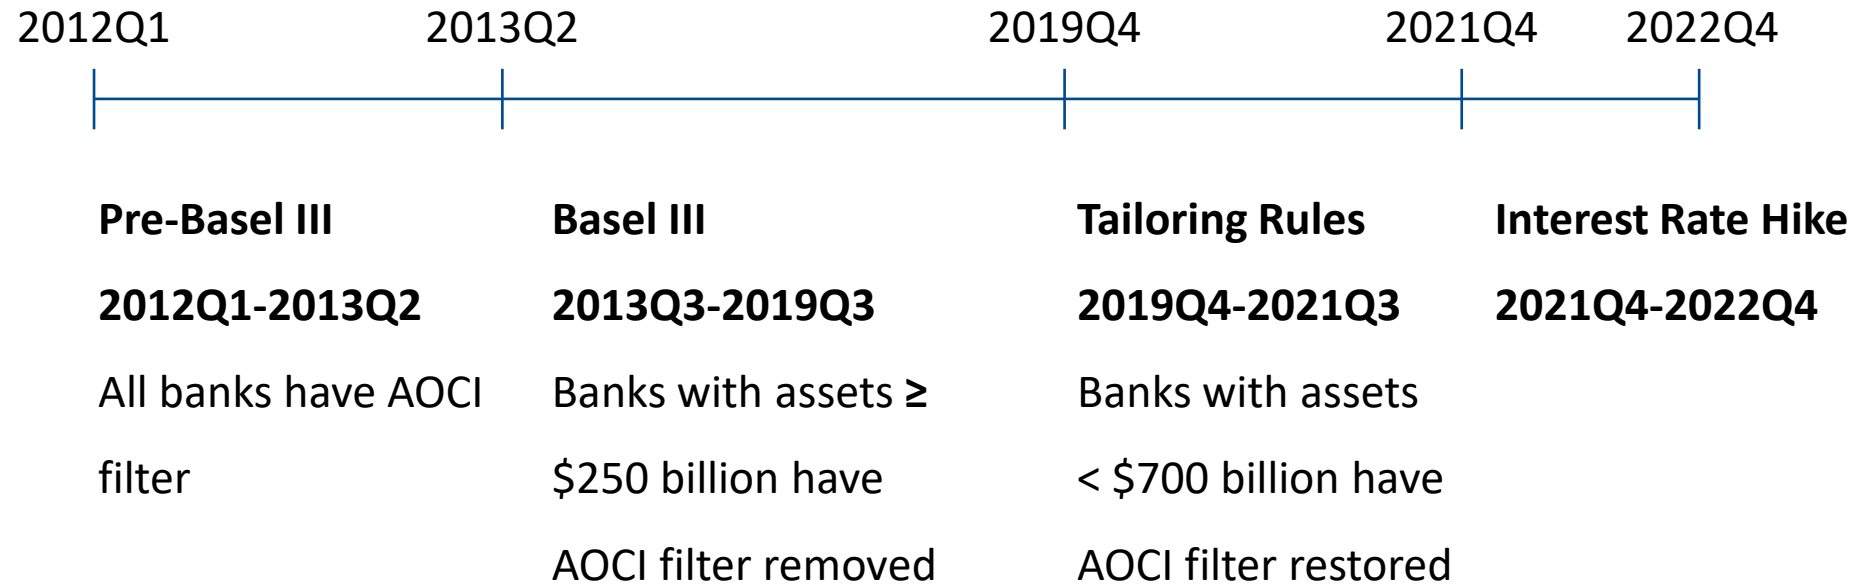 2012Q1 2013Q2 2019Q4 2021Q4 2022Q4
Pre-Basel III
2012Q1-2013Q2
All banks have AOCI
filter
Basel III
2013Q3-2019Q3
Banks with assets ≥
$250 billion have
AOCI filter removed
Tailoring Rules
2019Q4-2021Q3
Banks with assets
< $700 billion have
AOCI filter restored
Interest Rate Hike
2021Q4-2022Q4